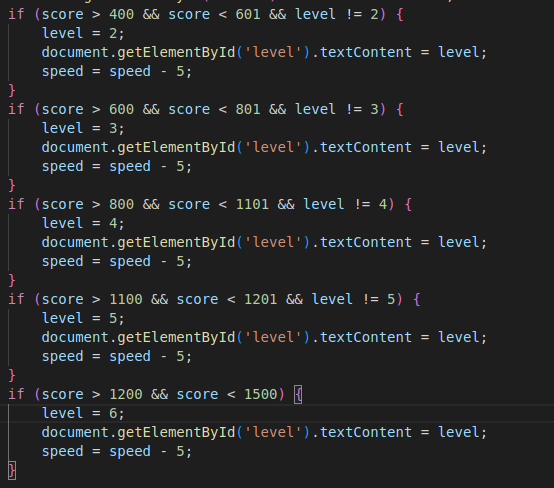 if (score > 400 && score < 601 && level != 2) {
    level = 2;
    document.getElementById('level').textContent = level;
    speed = speed - 5;
}
if (score > 600 && score < 801 && level != 3) {
    level = 3;
    document.getElementById('level').textContent = level;
    speed = speed - 5;
}
if (score > 800 && score < 1101 && level != 4) {
    level = 4;
    document.getElementById('level').textContent = level;
    speed = speed - 5;
}
if (score > 1100 && score < 1201 && level != 5) {
    level = 5;
    document.getElementById('level').textContent = level;
    speed = speed - 5;
}
if (score > 1200 && score < 1500) {
    level = 6;
    document.getElementById('level').textContent = level;
    speed = speed - 5;
}